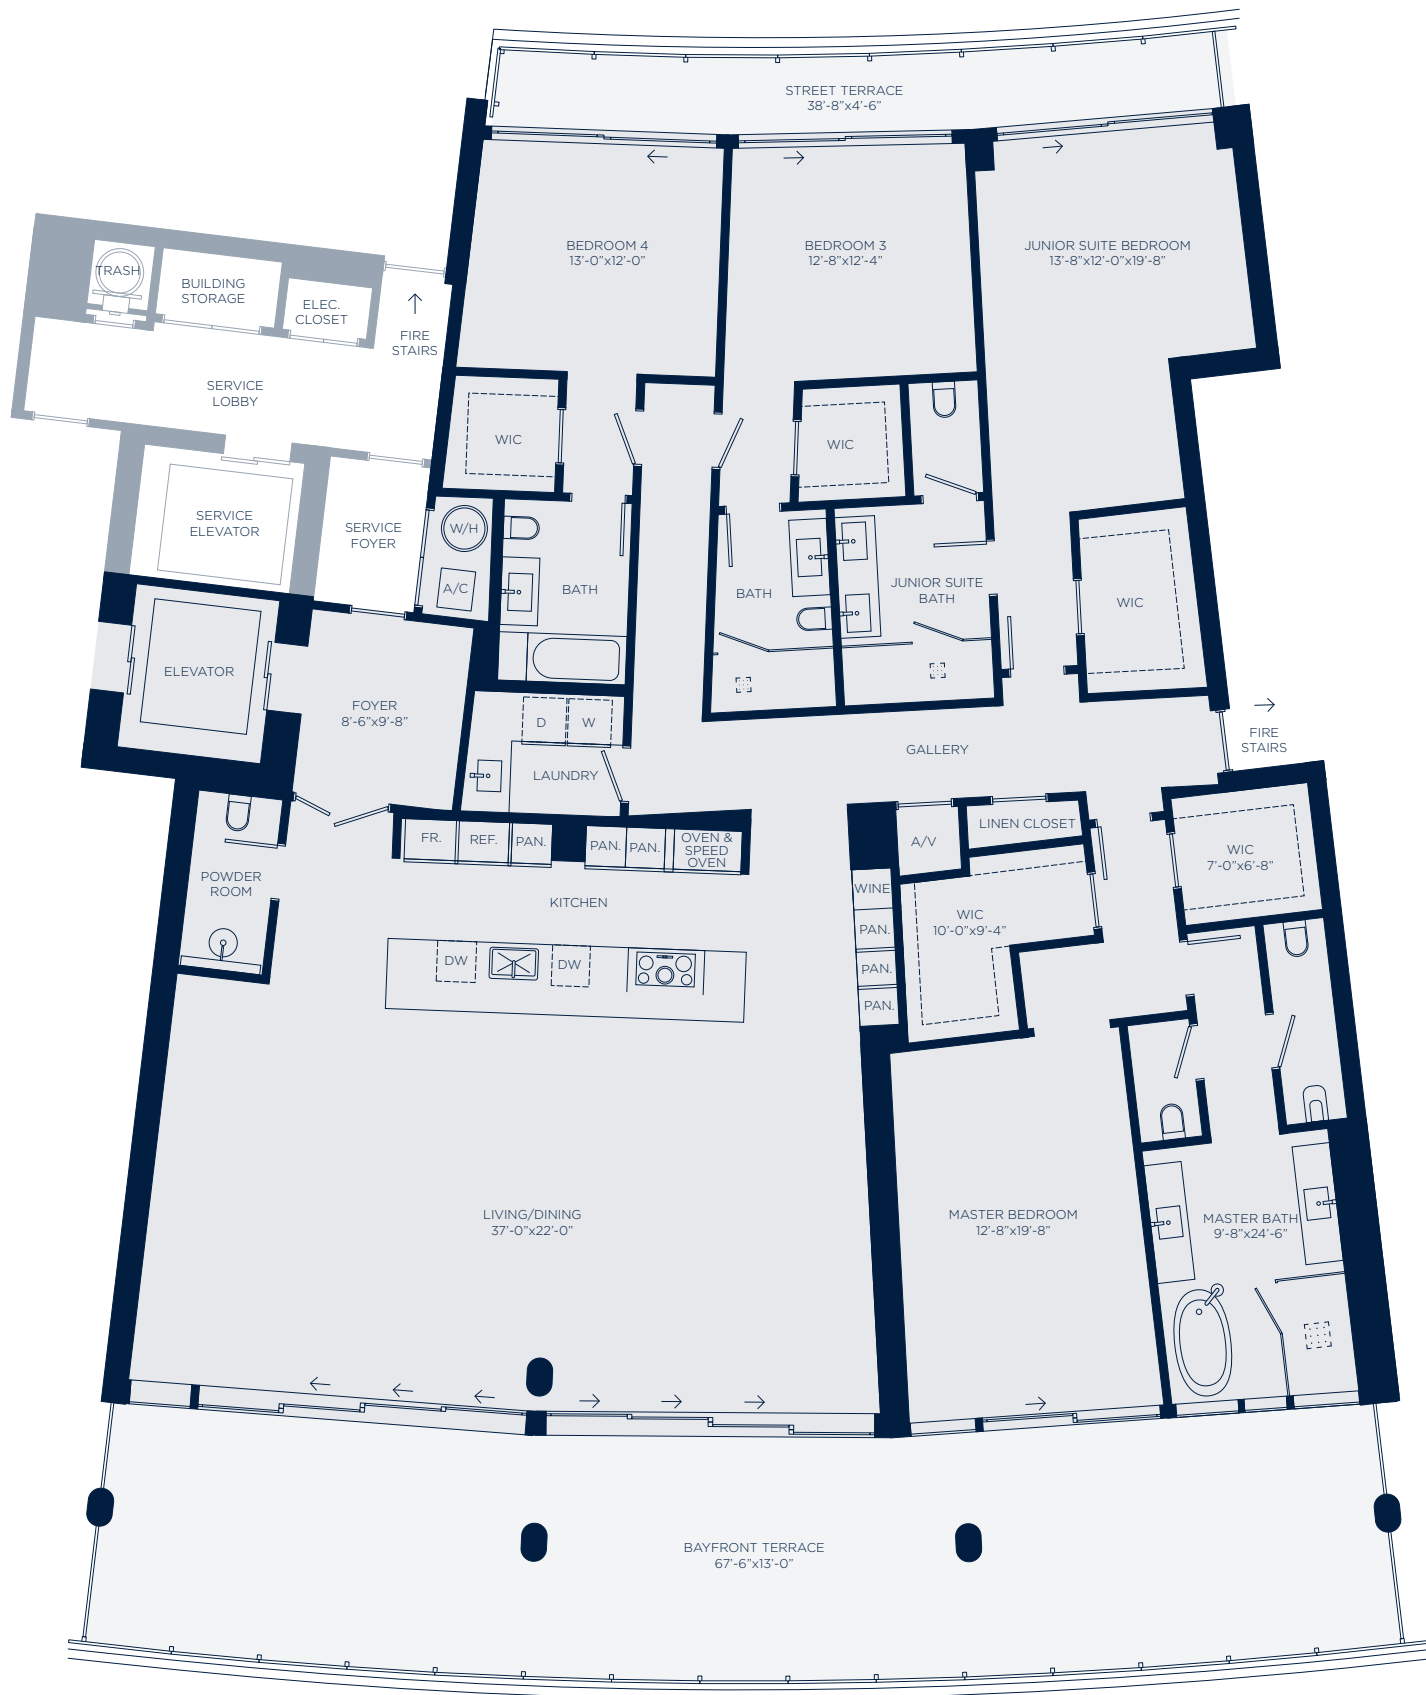 STREET TERRACE
38'-8"x4'-6"
BEDROOM 4
13'-0"x12'-0"
BEDROOM 3
12'-8"x12'-4"
JUNIOR SUITE BEDROOM
13'-8"x12'-0"x19'-8"
TRASH
BUILDING
STORAGE
ELEC.
CLOSET
FIRE
STAIRS
SERVICE
LOBBY
WIC
WIC
SERVICE
ELEVATOR
SERVICE
FOYER
W/H
A/C
BATH
BATH
JUNIOR SUITE
BATH
WIC
ELEVATOR
FOYER
8'-6"x9'-8"
D
W
LAUNDRY
GALLERY
FIRE
STAIRS
FR.
REF.
PAN.
PAN.
PAN.
OVEN &
SPEED
OVEN
A/V
LINEN CLOSET
WIC
7'-0"x6'-8"
POWDER
ROOM
KITCHEN
WINE
PAN.
PAN.
PAN.
WIC
10'-0"x9'-4"
DW
DW
LIVING/DINING
37'-0"x22'-0"
MASTER BEDROOM
12'-8"x19'-8"
MASTER BATH
9'-8"x24'-6"
BAYFRONT TERRACE
67'-6"x13'-0"